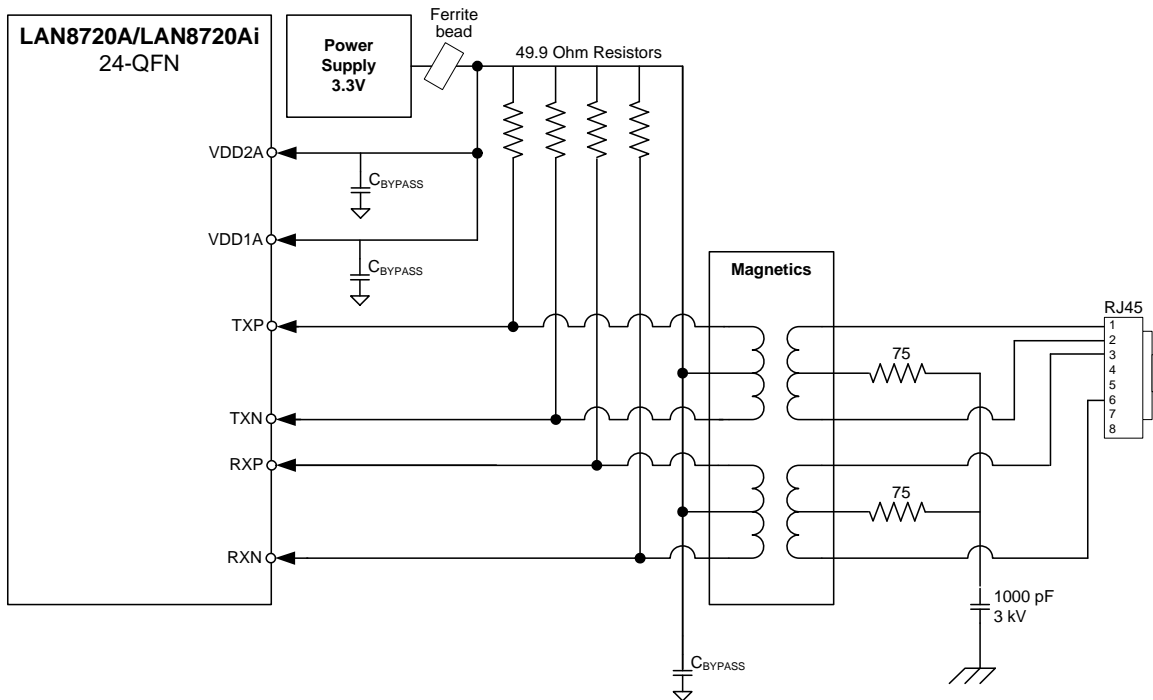 LAN8720A/LAN8720Ai
24-QFN
Power
Supply
3.3V
Ferrite
bead
49.9 Ohm Resistors
VDD2A
CBYPASS
VDD1A
CBYPASS
Magnetics
TXP
RJ45
1
2
3
4
5
6
7
8
75
TXN
RXP
75
RXN
1000 pF
3 kV
CBYPASS